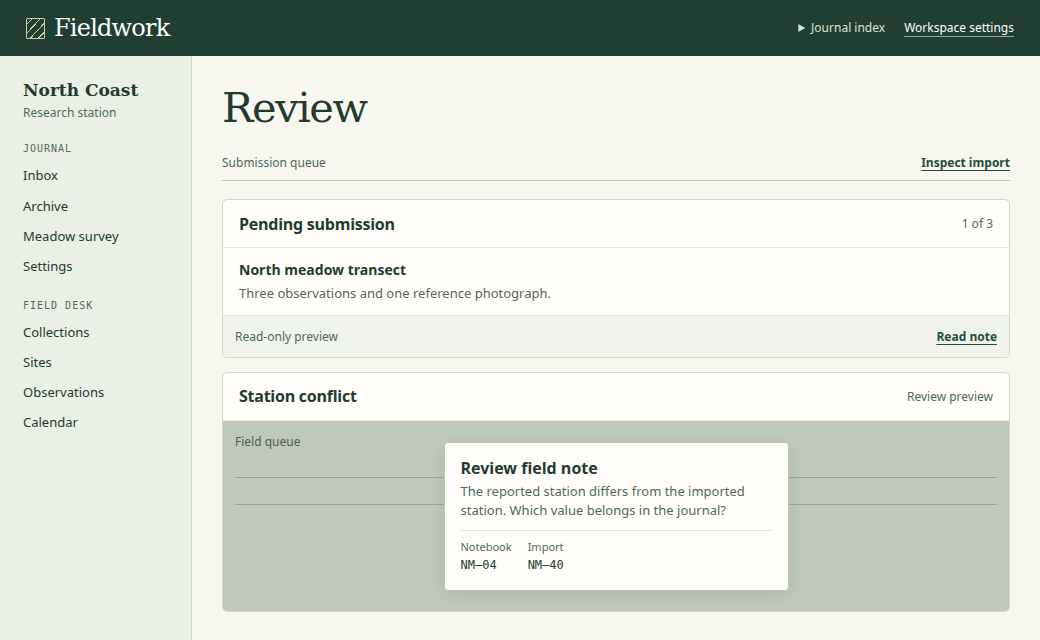 Fieldwork
Journal index
Workspace settings
North Coast
Research station
JOURNAL
Inbox
Archive
Meadow survey
Settings
FIELD DESK
Collections
Sites
Observations
Calendar
Review
Submission queue
Inspect import
Pending submission
1 of 3
North meadow transect
Three observations and one reference photograph.
Read-only preview
Read note
Station conflict
Review preview
Field queue
Review field note
The reported station differs from the imported
station. Which value belongs in the journal?
Notebook
Import
NM—04
NM—40